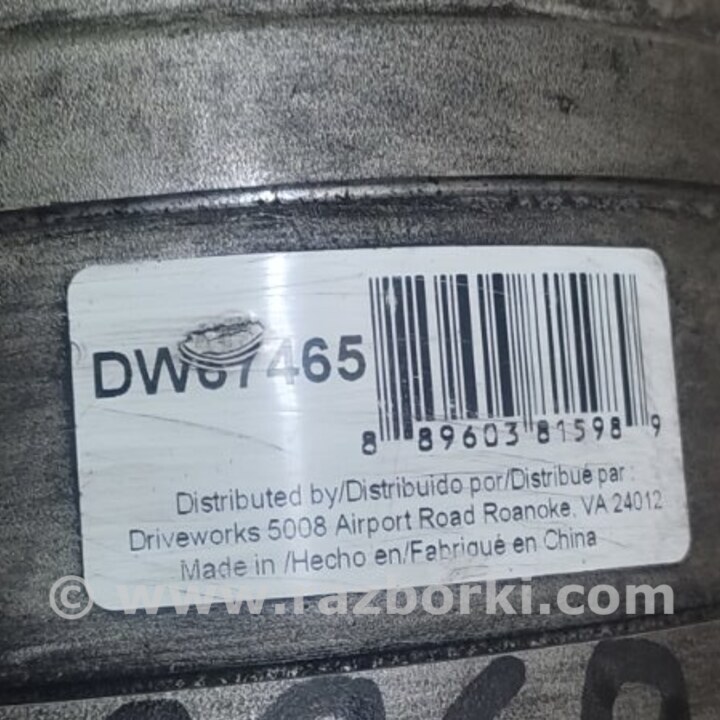 DW67465
8 89603 81598 9
Distributed by/Distribuido por/Distribué par :
Driveworks 5008 Airport Road Roanoke, VA 24012
Made in /Hecho en/Fabriqué en China
© www.razborki.com